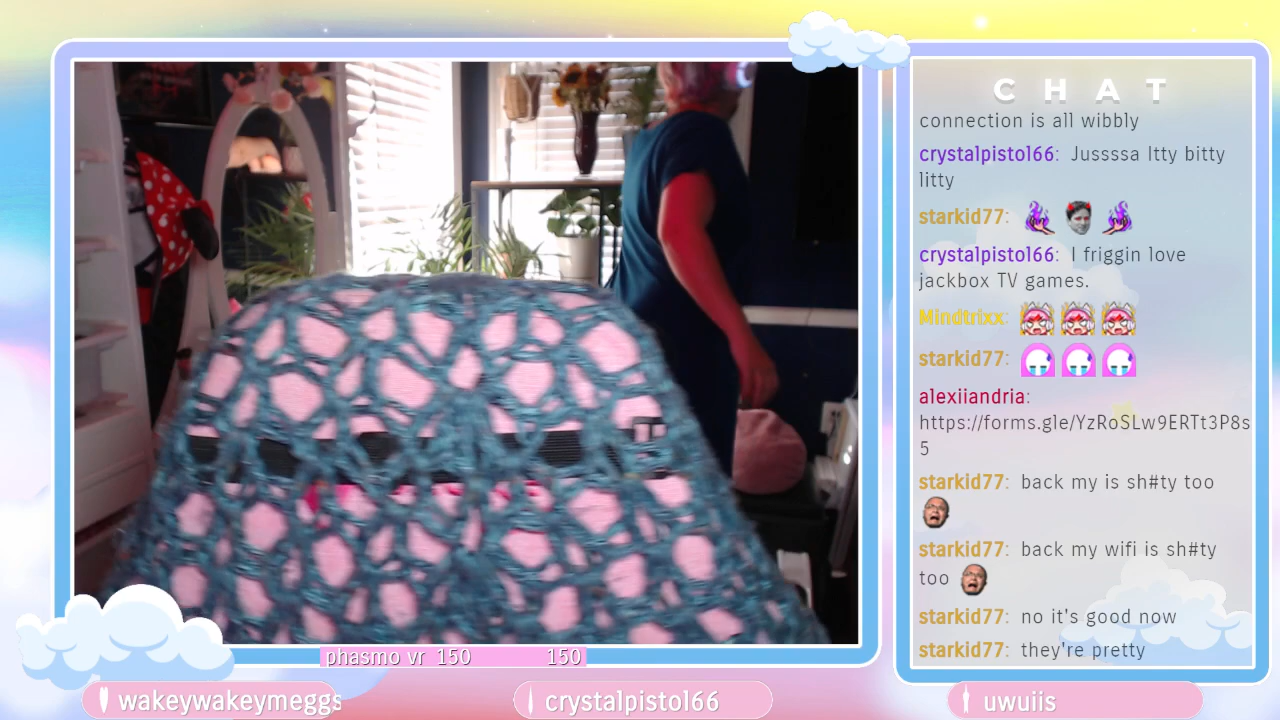 CHAT
connection is all wibbly
crystalpistol66: Jussssa Itty bitty
litty
starkid77:
crystalpistol66: I friggin love
jackbox TV games.
Mindtrixx:
starkid77:
alexiiandria:
https://forms.gle/YzRoSLw9ERTt3P8s
5
starkid77: back my is sh#ty too
starkid77: back my wifi is sh#ty
too
starkid77: no it's good now
starkid77: they're pretty
phasmo vr 150 150
wakeywakeymeggs
crystalpistol66
uwuiis